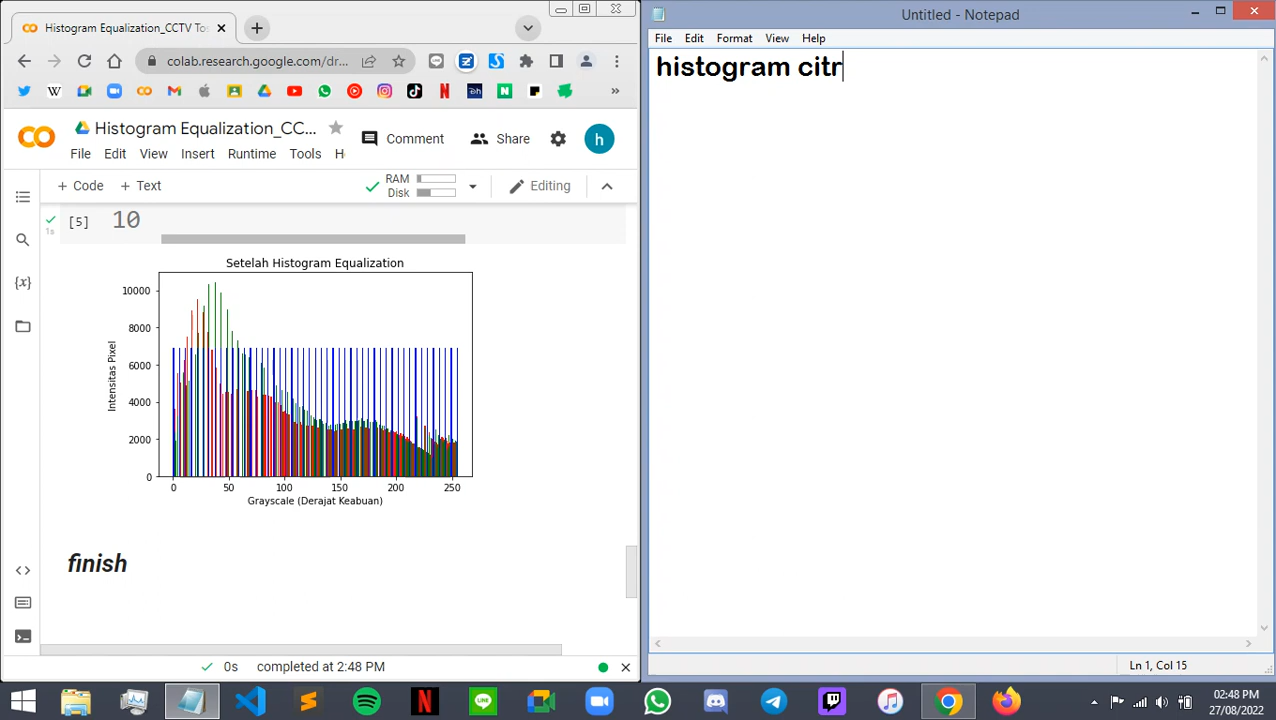 Histogram Equalization_CCTV To
colab.research.google.com/dr...
Histogram Equalization_CC...
Comment
Share
h
File Edit View Insert Runtime Tools H
+ Code + Text
RAM
Disk
Editing
[5] 10
1s
Setelah Histogram Equalization
10000
8000
6000
4000
2000
0
Intensitas Pixel
0 50 100 150 200 250
Grayscale (Derajat Keabuan)
finish
0s completed at 2:48 PM
Untitled - Notepad
File Edit Format View Help
histogram citr
Ln 1, Col 15
02:48 PM
27/08/2022